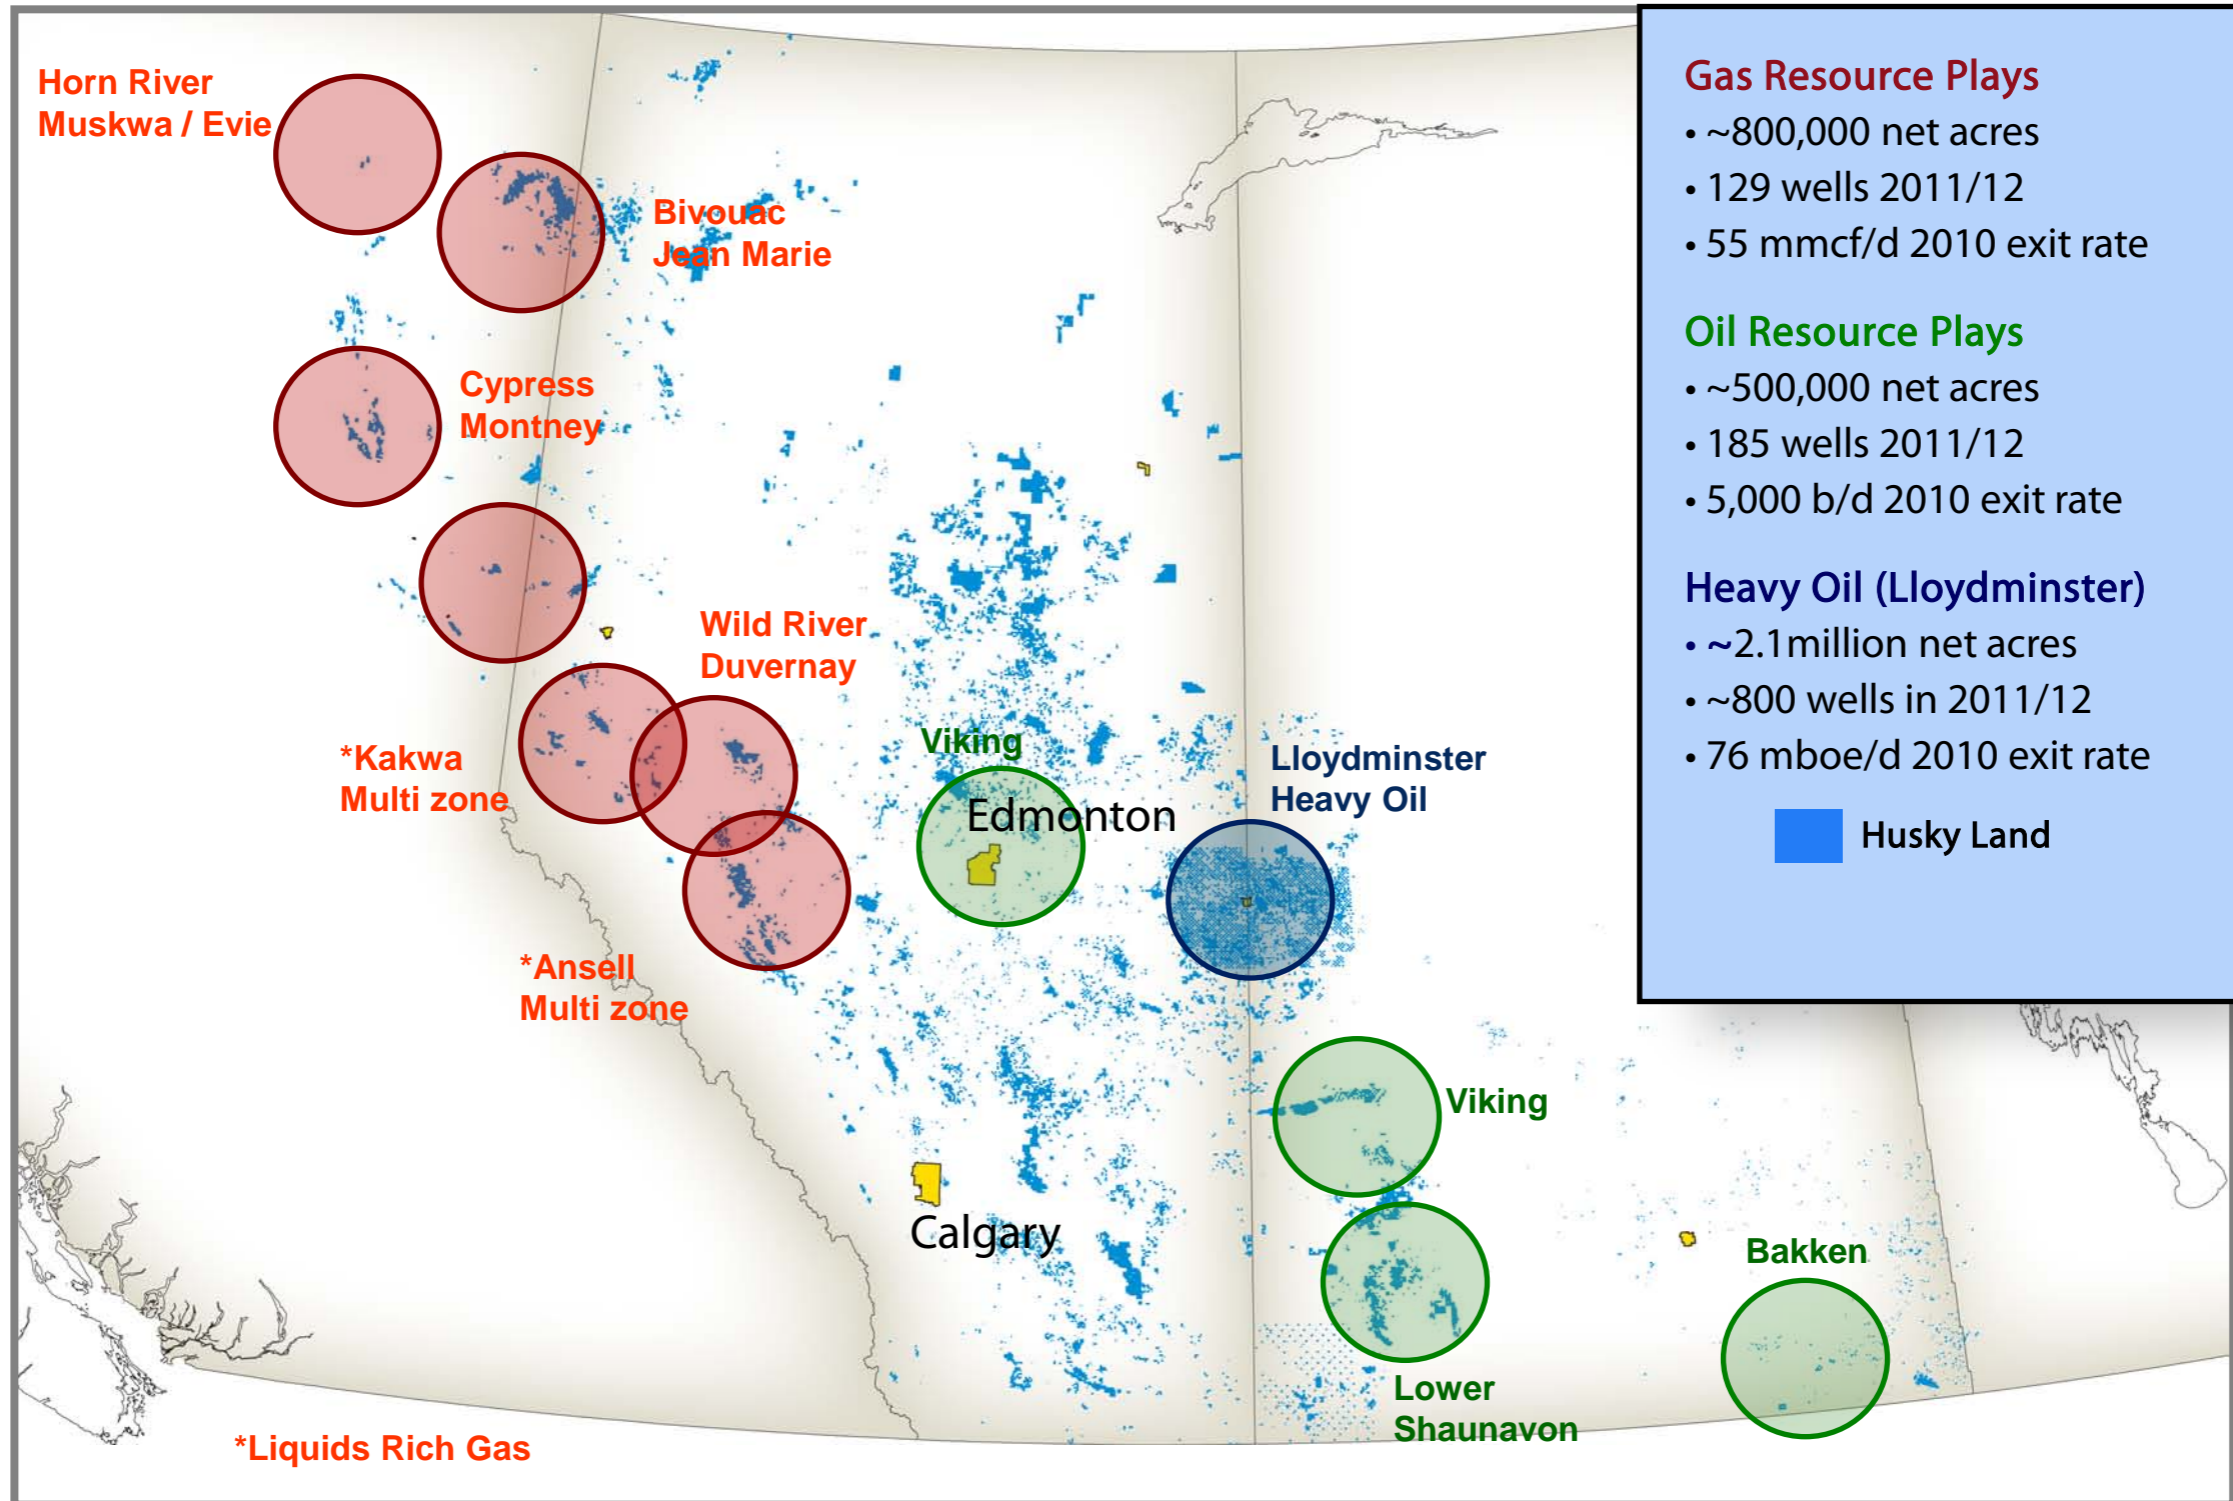 Horn River
Muskwa / Evie
Bivouac
Jean Marie
Cypress
Montney
Wild River
Duvernay
*Kakwa
Multi zone
*Ansell
Multi zone
Viking
Edmonton
Lloydminster
Heavy Oil
Viking
Calgary
Bakken
Lower
Shaunavon
*Liquids Rich Gas
Gas Resource Plays
• ~800,000 net acres
• 129 wells 2011/12
• 55 mmcf/d 2010 exit rate
Oil Resource Plays
• ~500,000 net acres
• 185 wells 2011/12
• 5,000 b/d 2010 exit rate
Heavy Oil (Lloydminster)
• ~2.1million net acres
• ~800 wells in 2011/12
• 76 mboe/d 2010 exit rate
Husky Land